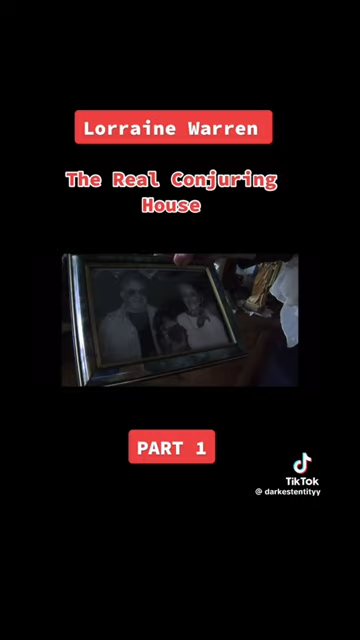 Lorraine Warren
The Real Conjuring
House
PART 1
TikTok
@ darkestentityy